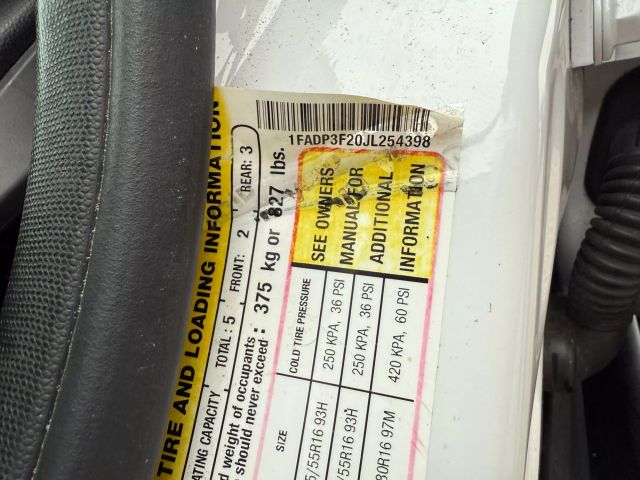 1FADP3F20JL254398
TIRE AND LOADING INFORMATION
ATING CAPACITY TOTAL: 5 FRONT: 2 REAR: 3
d weight of occupants
should never exceed: 375 kg or 827 lbs.
SIZE COLD TIRE PRESSURE SEE OWNERS
5/55R16 93H 250 KPA, 36 PSI MANUAL FOR
/55R16 93H 250 KPA, 36 PSI ADDITIONAL
80R16 97M 420 KPA, 60 PSI INFORMATION